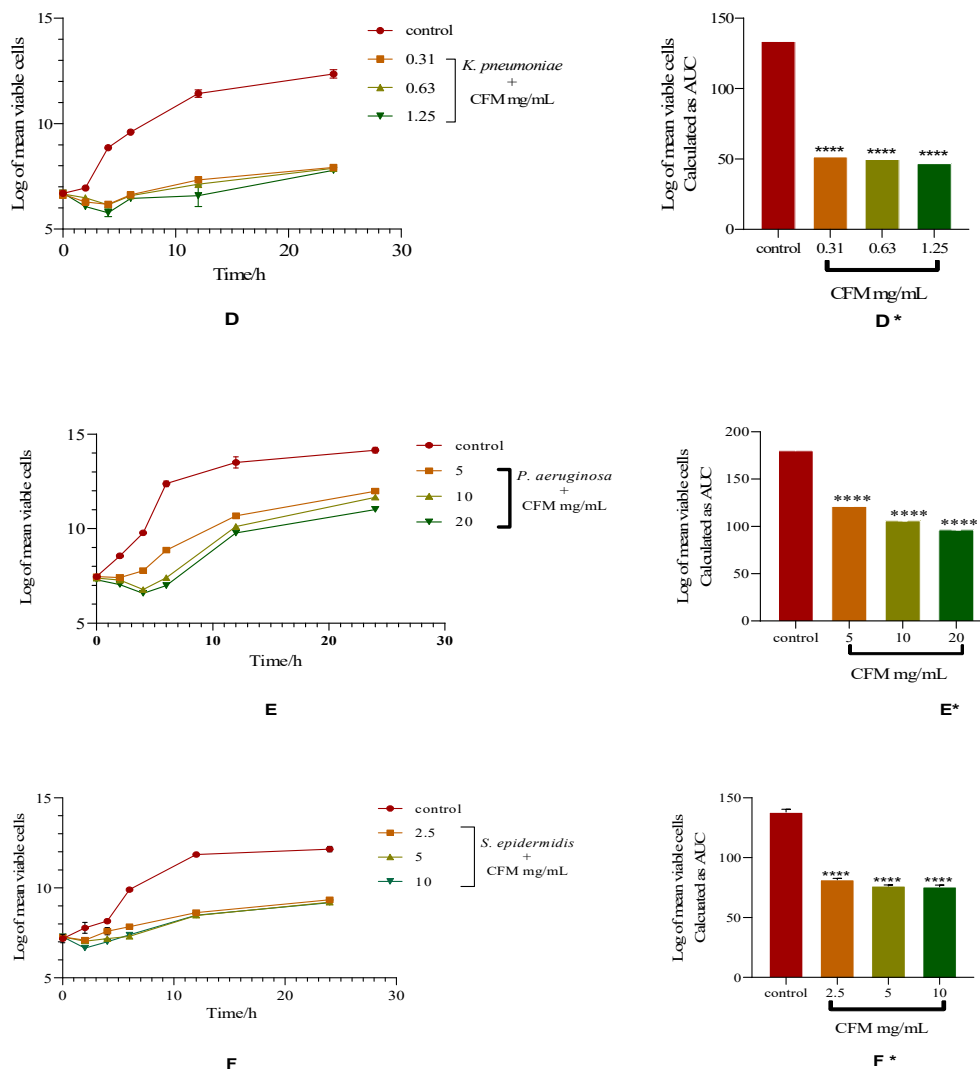 15
10
5
0
10
20
30
Log of mean viable cells
Time/h
control
0.31
0.63
1.25
K. pneumoniae
+
CFM mg/mL
D
150
100
50
0
Log of mean viable cells
Calculated as AUC
****
****
****
control
0.31
0.63
1.25
CFM mg/mL
D *
15
10
5
0
10
20
30
Log of mean viable cells
Time/h
control
5
10
20
P. aeruginosa
+
CFM mg/mL
E
200
150
100
50
0
Log of mean viable cells
Calculated as AUC
****
****
****
control
5
10
20
CFM mg/mL
E*
15
10
5
0
10
20
30
Log of mean viable cells
Time/h
control
2.5
5
10
S. epidermidis
+
CFM mg/mL
F
150
100
50
0
Log of mean viable cells
Calcuated as AUC
****
****
****
control
2.5
5
10
CFM mg/mL
F *